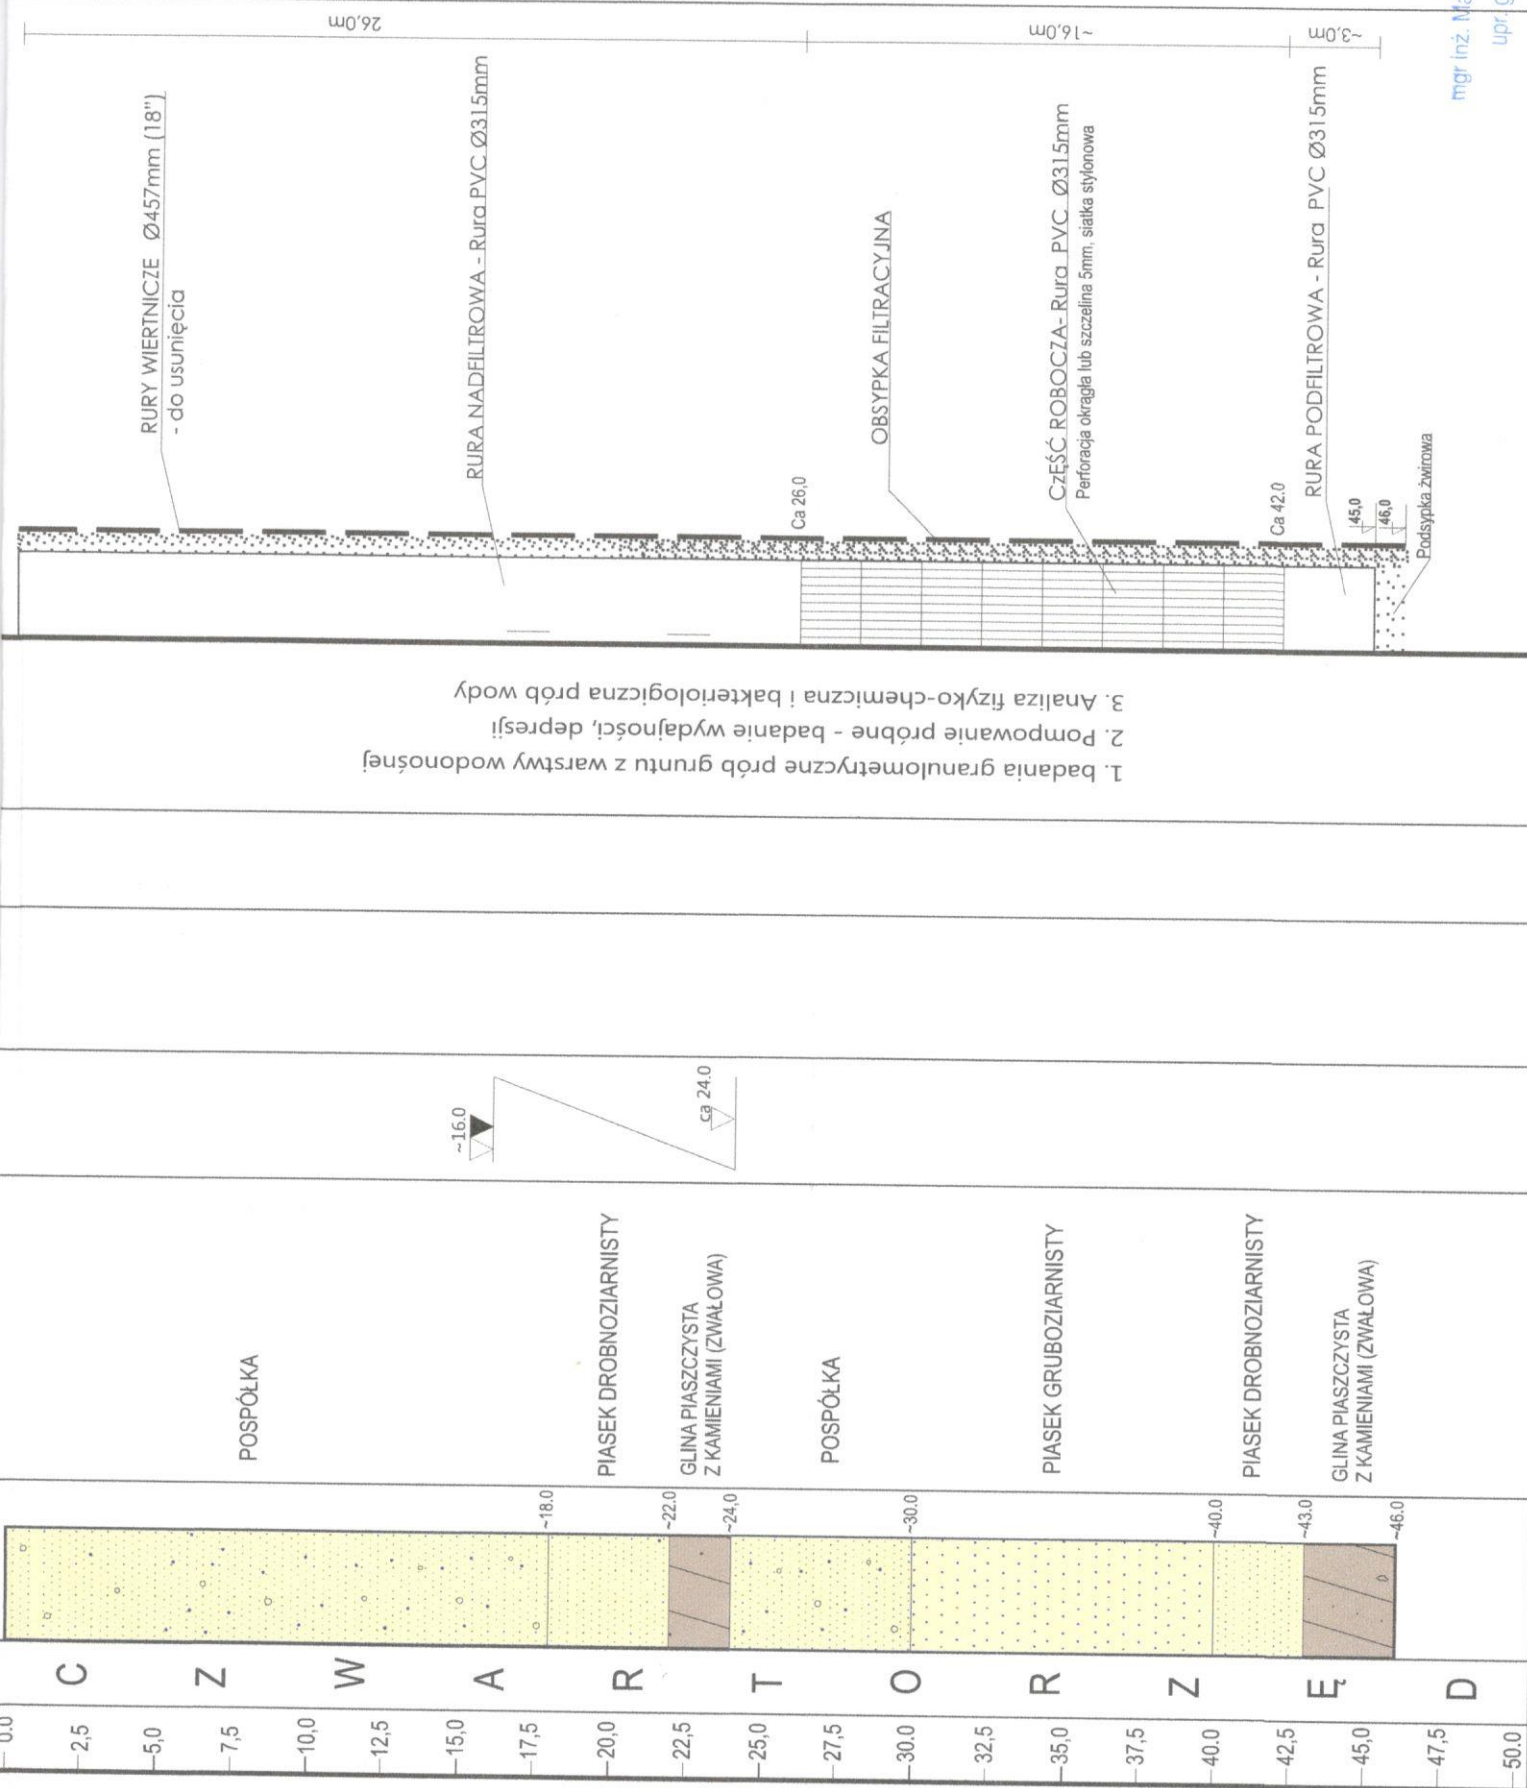 0.0
2,5
5,0
7,5
10,0
12,5
15,0
17,5
20,0
22,5
25,0
27,5
30.0
32,5
35,0
37,5
40.0
42,5
45,0
47,5
50.0
C
Z
W
A
R
T
O
R
Z
Ę
D
~18.0
~22.0
~24,0
~30.0
~40.0
~43.0
~46.0
POSPÓŁKA
PIASEK DROBNOZIARNISTY
GLINA PIASZCZYSTA
Z KAMIENIAMI (ZWAŁOWA)
POSPÓŁKA
PIASEK GRUBOZIARNISTY
PIASEK DROBNOZIARNISTY
GLINA PIASZCZYSTA
Z KAMIENIAMI (ZWAŁOWA)
~16.0
ca 24.0
1. badania granulometryczne prób gruntu z warstwy wodonośnej
2. Pompowanie próbne - badanie wydajności, depresji
3. Analiza fizyko-chemiczna i bakteriologiczna prób wody
RURY WIERTNICZE Ø457mm (18")
- do usunięcia
RURA NADFILTROWA - Rura PVC Ø315mm
Ca 26,0
OBSYPKA FILTRACYJNA
CZĘŚĆ ROBOCZA- Rura PVC Ø315mm
Perforacja okrągła lub szczelina 5mm, siatka stylonowa
Ca 42.0
RURA PODFILTROWA - Rura PVC Ø315mm
45,0
46,0
Podsypka żwirowa
26,0m
~16,0m
~3,0m
mgr inż.
upr.